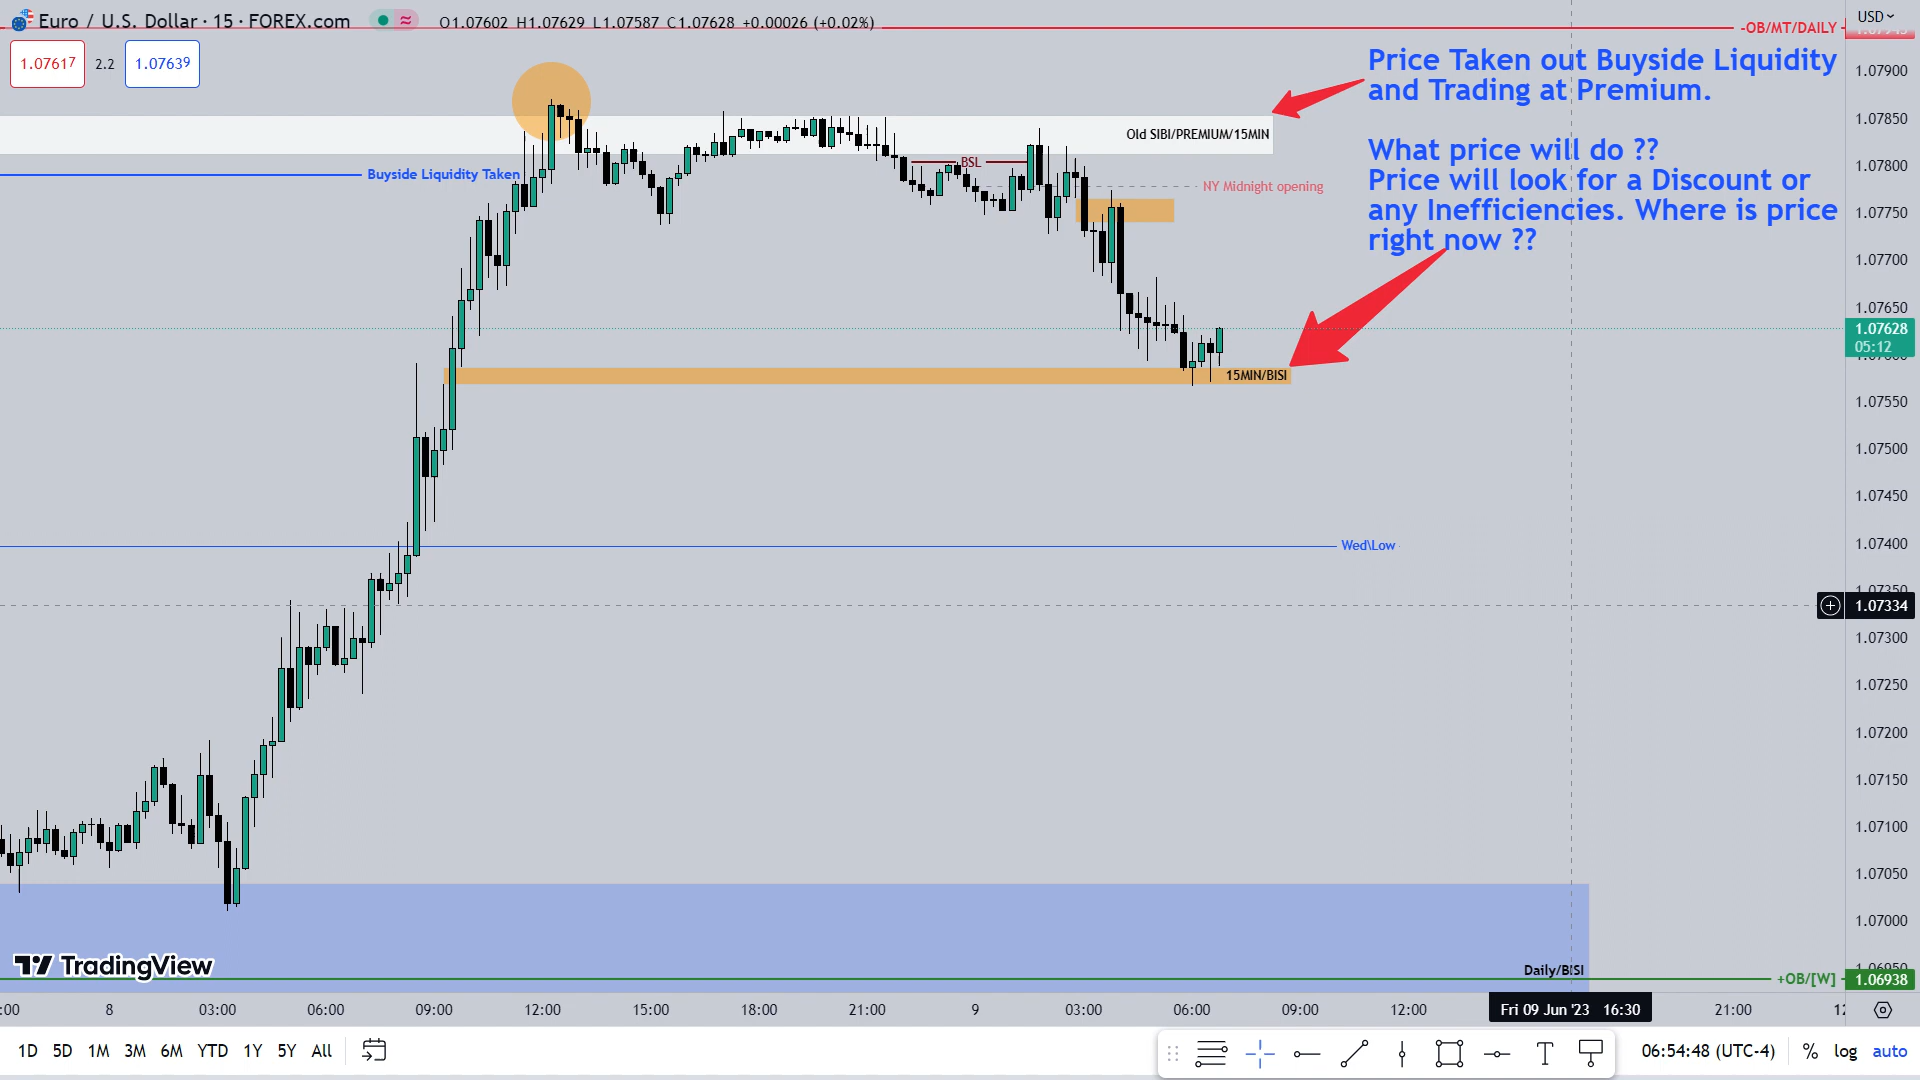 Euro / U.S. Dollar · 15 · FOREX.com
O1.07602 H1.07629 L1.07587 C1.07628 +0.00026 (+0.02%)
USD
-OB/MT/DAILY
1.07617
2.2
1.07639
Price Taken out Buyside Liquidity
and Trading at Premium.
What price will do ??
Price will look for a Discount or
any Inefficiencies. Where is price
right now ??
Old SIBI/PREMIUM/15MIN
BSL
Buyside Liquidity Taken
NY Midnight opening
15MIN/BISI
Wed\Low
Daily/BISI
+OB/[W]
1.07900
1.07850
1.07800
1.07750
1.07700
1.07650
1.07628
05:12
1.07550
1.07500
1.07450
1.07400
1.07334
1.07300
1.07250
1.07200
1.07150
1.07100
1.07050
1.07000
1.06938
TradingView
:00
8
03:00
06:00
09:00
12:00
15:00
18:00
21:00
9
03:00
06:00
09:00
12:00
Fri 09 Jun '23 16:30
21:00
1D 5D 1M 3M 6M YTD 1Y 5Y All
06:54:48 (UTC-4)
% log auto